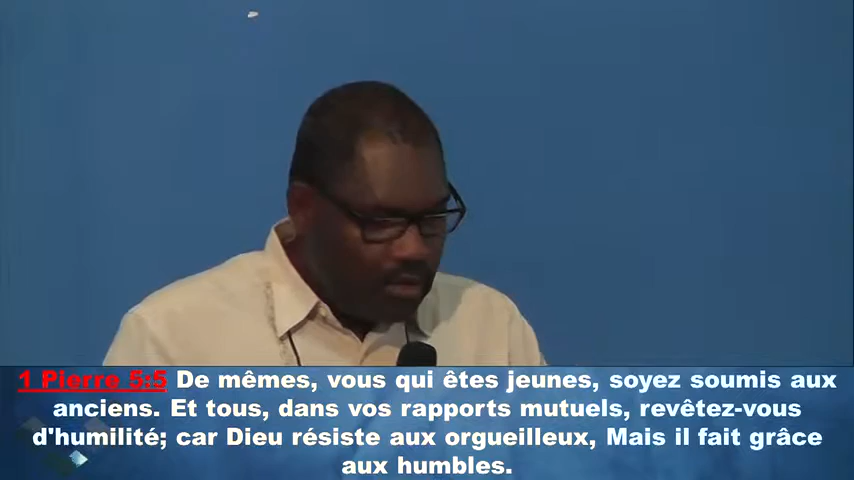 1 Pierre 5:5 De mêmes, vous qui êtes jeunes, soyez soumis aux
anciens. Et tous, dans vos rapports mutuels, revêtez-vous
d'humilité; car Dieu résiste aux orgueilleux, Mais il fait grâce
aux humbles.